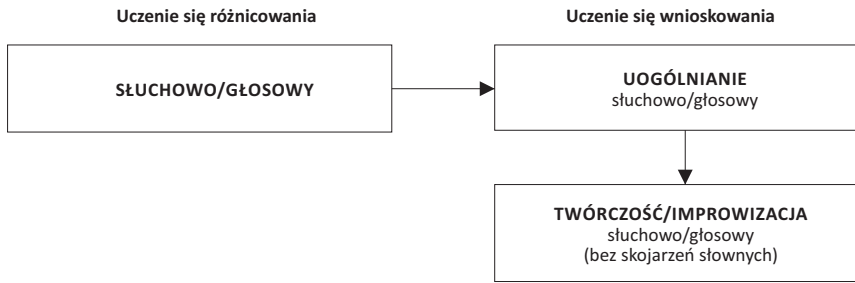 Uczenie się różnicowania
Uczenie się wnioskowania
SŁUCHOWO/GŁOSOWY
UOGÓLNIANIE
słuchowo/głosowy
TWÓRCZOŚĆ/IMPROWIZACJA
słuchowo/głosowy
(bez skojarzeń słownych)